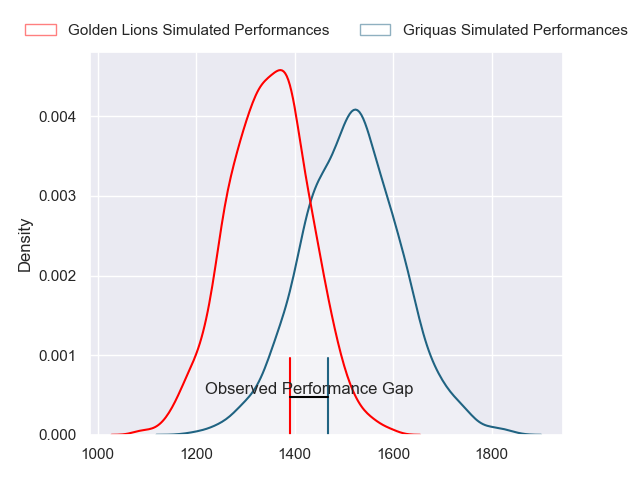 Golden Lions Simulated Performances Griquas Simulated Performances
0.004
0.003
0.002
0.001
0.000
Density
Observed Performance Gap
1000 1200 1400 1600 1800